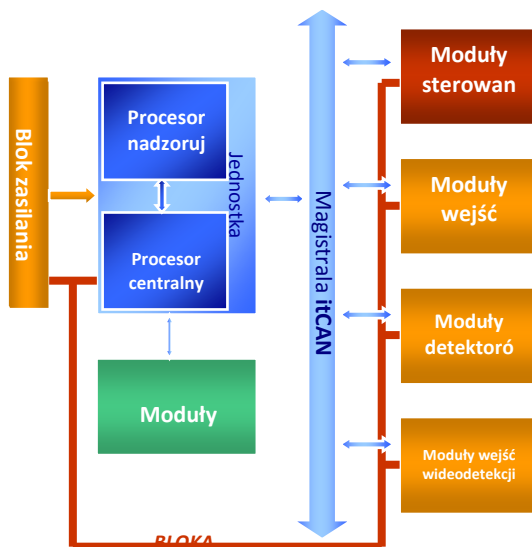 Blok zasilania
Procesor
nadzoruj
Jednostka
Procesor
centralny
Moduły
Magistrala itCAN
Moduły
sterowan
Moduły
wejść
Moduły
detektoró
Moduły wejść
wideodetekcji
BLOKA